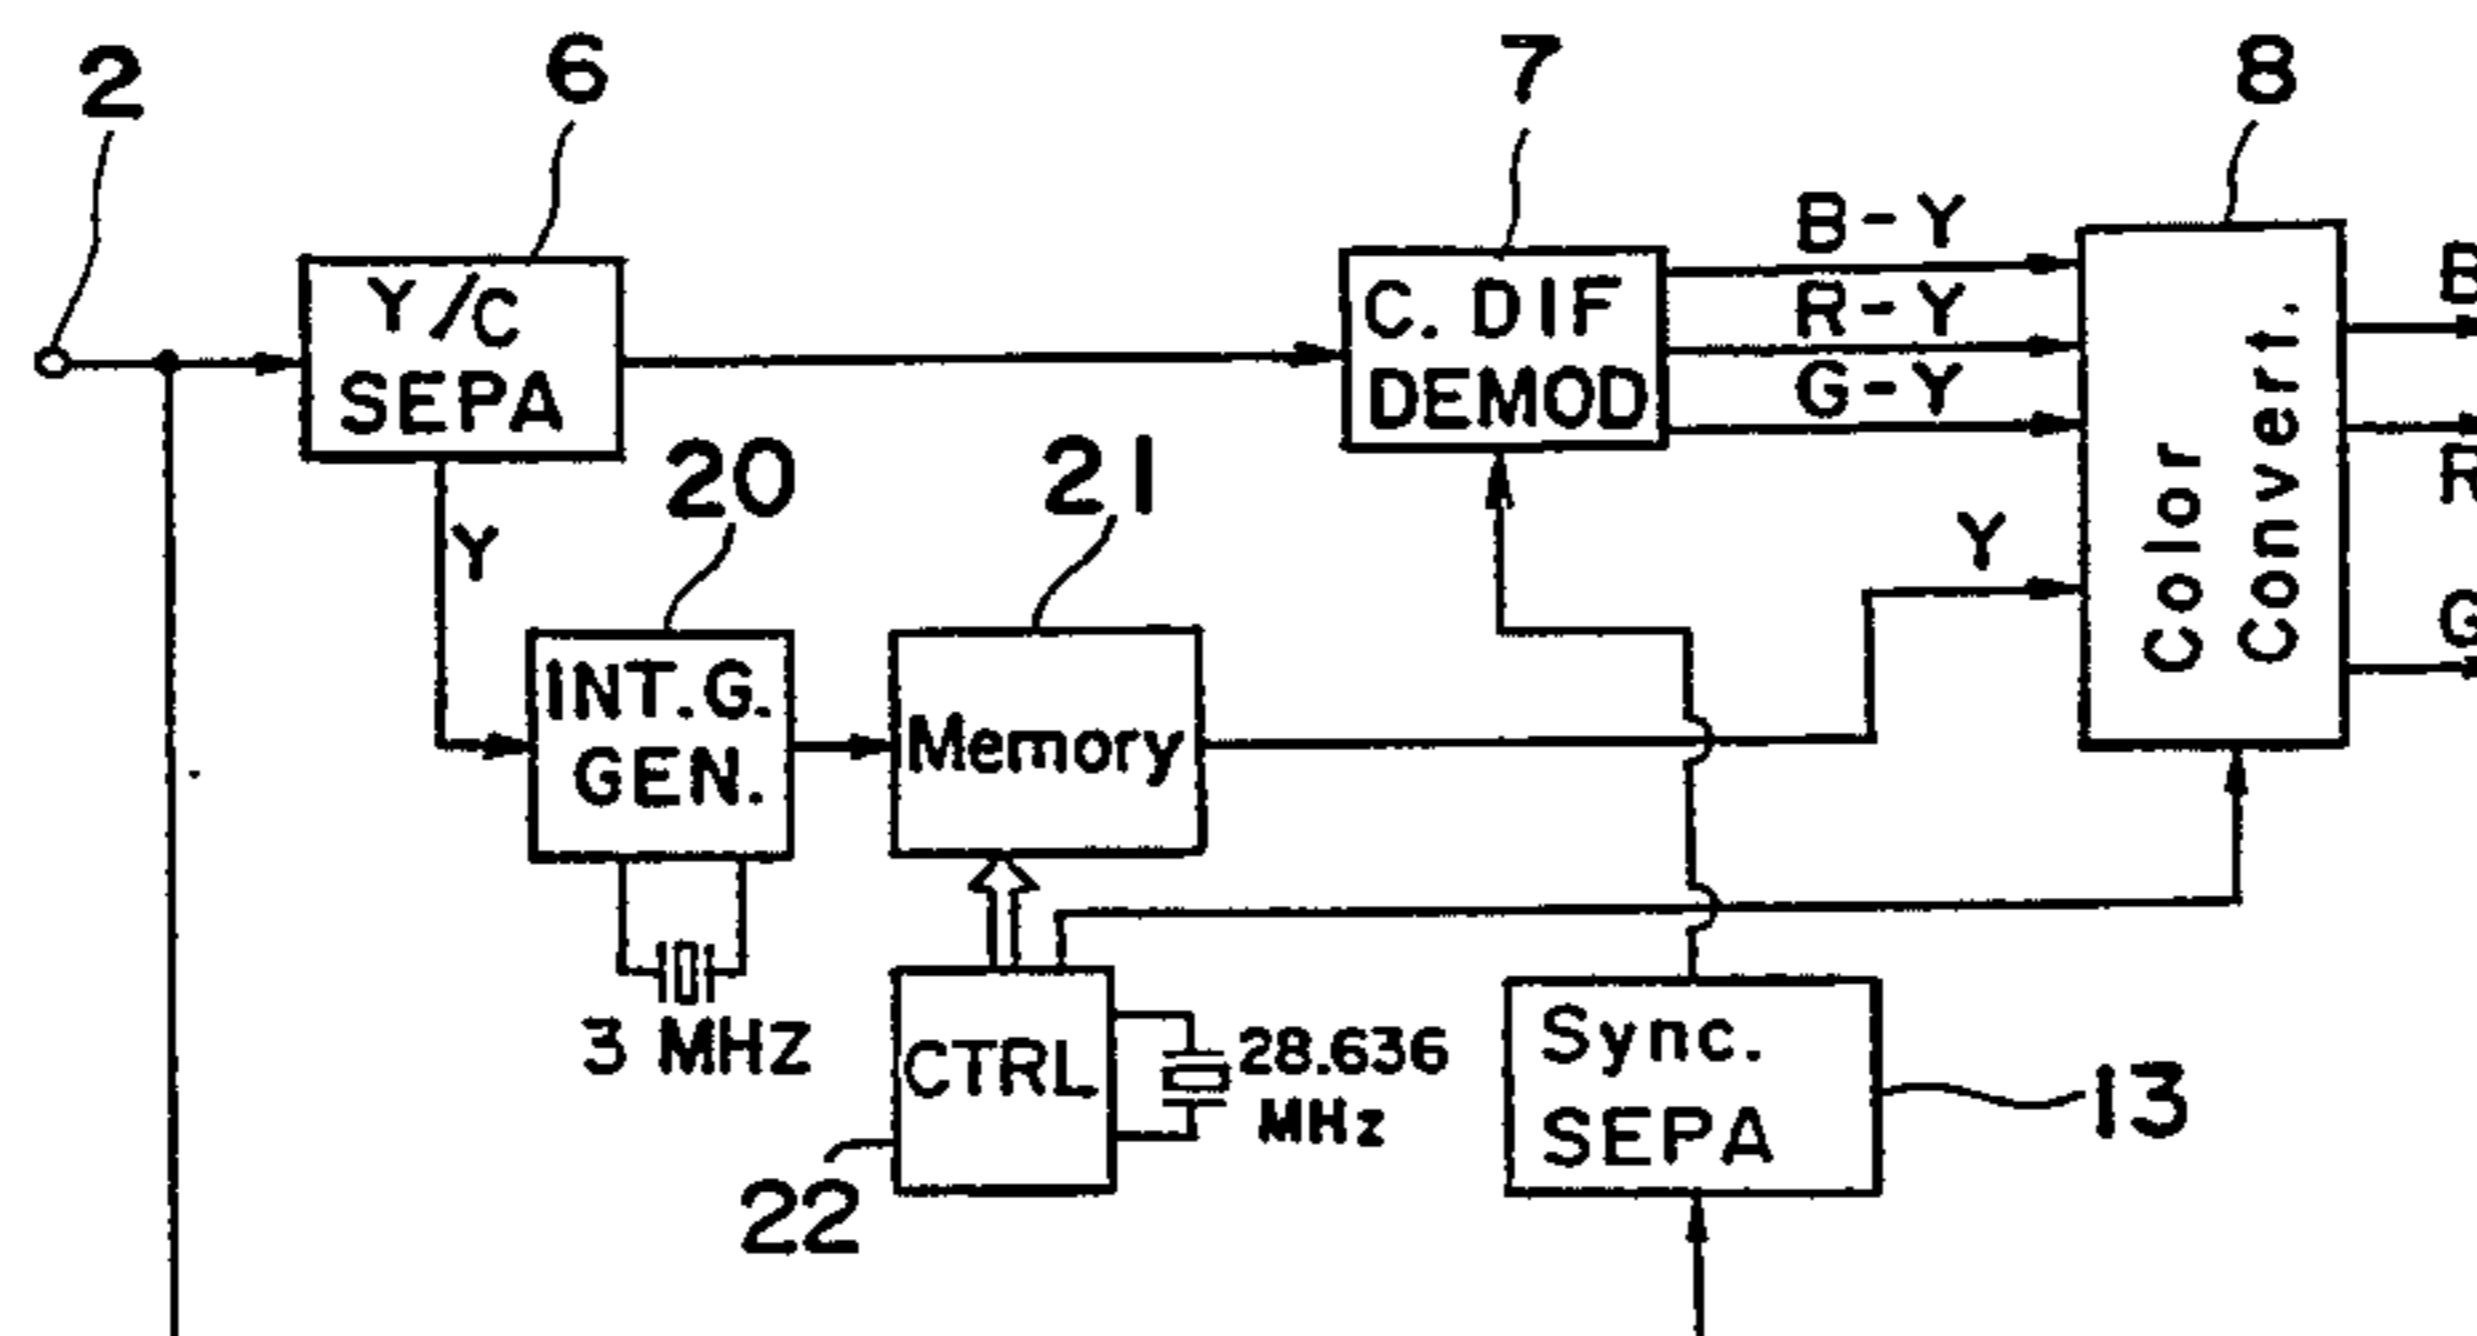 2
6
7
8
Y/C
SEPA
C. DIF
DEMOD
B-Y
R-Y
G-Y
Y
Color
Convert.
B
R
G
Y
20
21
INT.G.
GEN.
Memory
3 MHZ
CTRL
28.636
MHz
22
Sync.
SEPA
13